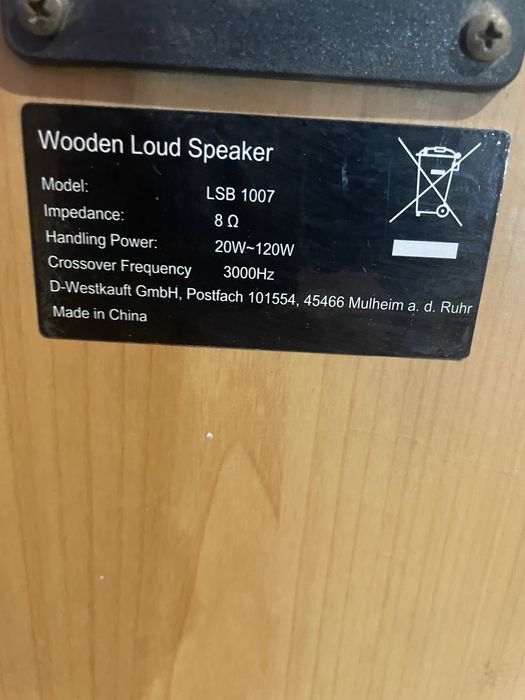 Wooden Loud Speaker
Model: LSB 1007
Impedance: 8 Ω
Handling Power: 20W~120W
Crossover Frequency 3000Hz
D-Westkauft GmbH, Postfach 101554, 45466 Mulheim a. d. Ruhr
Made in China